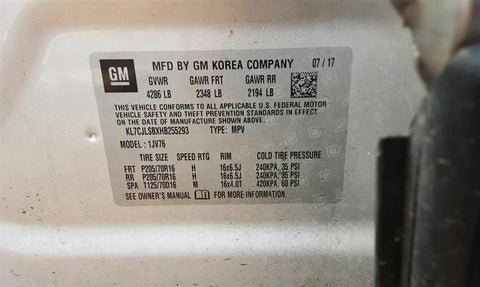 GM
MFD BY GM KOREA COMPANY 07 / 17
GVWR GAWR FRT GAWR RR
4286 LB 2348 LB 2194 LB
THIS VEHICLE CONFORMS TO ALL APPLICABLE U.S. FEDERAL MOTOR
VEHICLE SAFETY AND THEFT PREVENTION STANDARDS IN EFFECT
ON THE DATE OF MANUFACTURE SHOWN ABOVE.
KL7CJLSBXHB255293 TYPE: MPV
MODEL : 1JV76
TIRE SIZE SPEED RTG RIM COLD TIRE PRESSURE
FRT P205/70R16 H 16x6.5J 240KPA, 35 PSI
RR P205/70R16 H 16x6.5J 240KPA, 35 PSI
SPA T125/70D16 M 16x4.0T 420KPA, 60 PSI
SEE OWNER'S MANUAL FOR MORE INFORMATION.